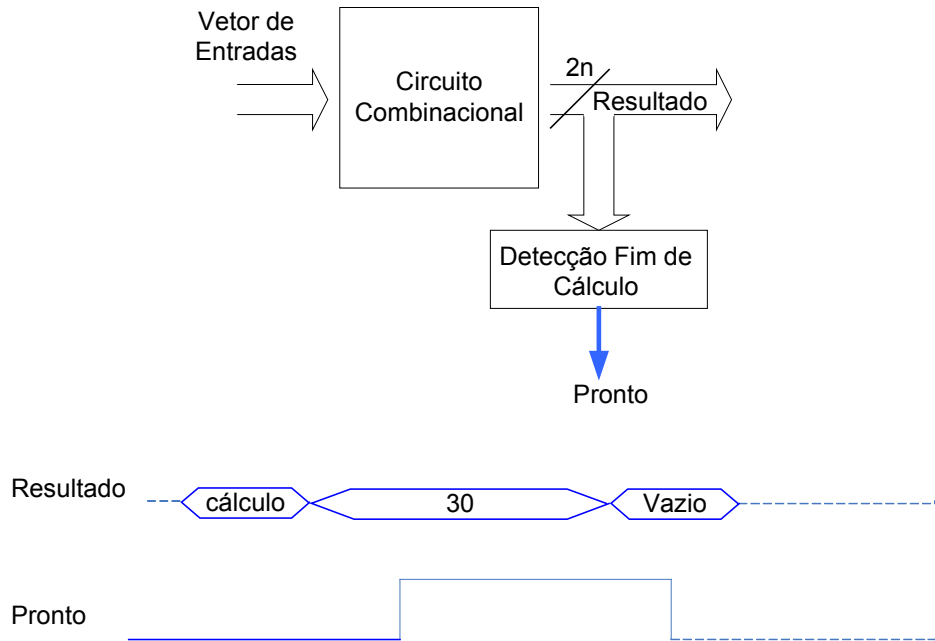 Vetor de
Entradas
Circuito
Combinacional
2n
Resultado
Detecção Fim de
Cálculo
Pronto
Resultado
cálculo
30
Vazio
Pronto